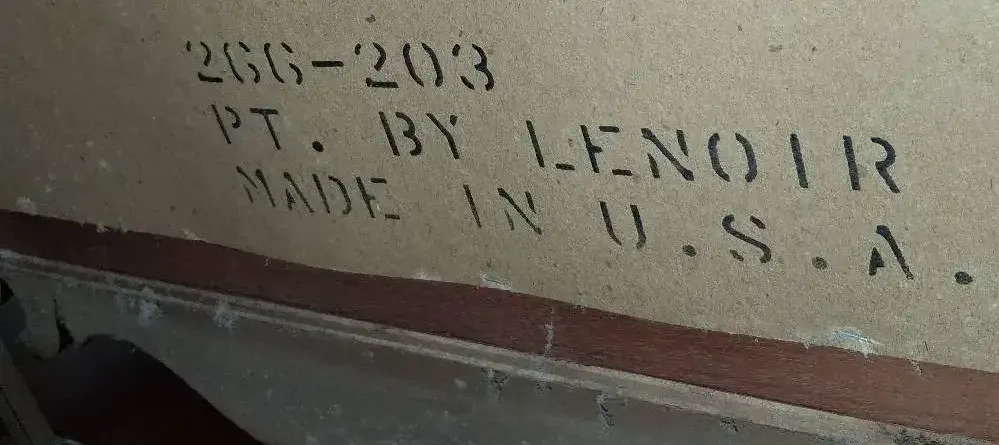 266-203
PT. BY LENOIR
MADE IN U.S.A.